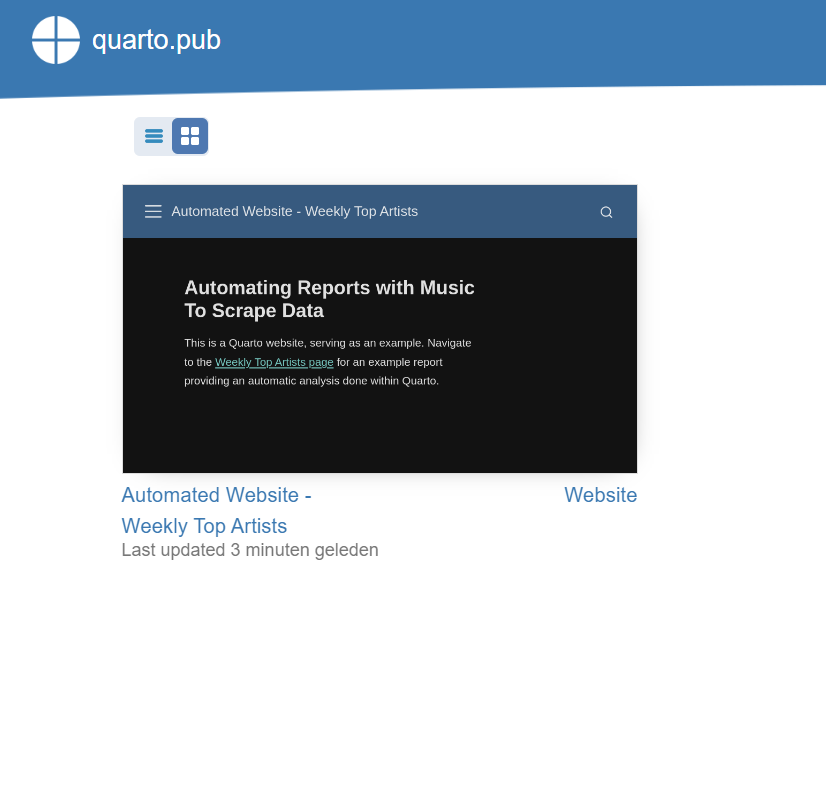 quarto.pub
Automated Website - Weekly Top Artists
Automating Reports with Music
To Scrape Data
This is a Quarto website, serving as an example. Navigate
to the Weekly Top Artists page for an example report
providing an automatic analysis done within Quarto.
Automated Website -
Weekly Top Artists
Website
Last updated 3 minuten geleden